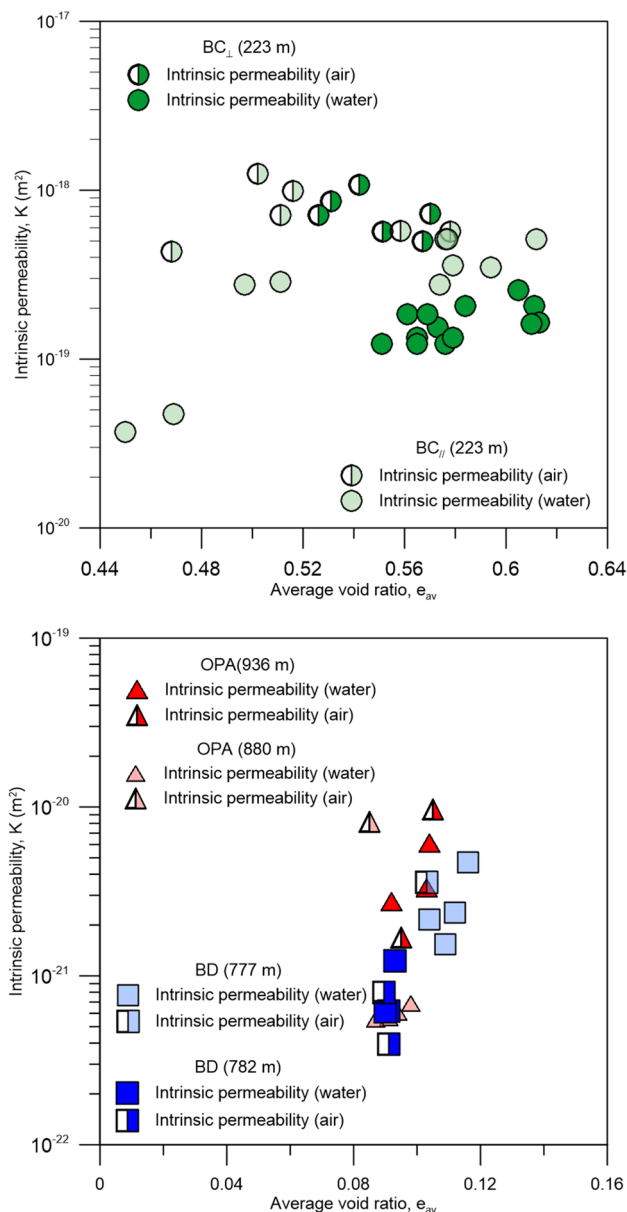 10⁻¹⁷
BC⊥ (223 m)
Intrinsic permeability (air)
Intrinsic permeability (water)
10⁻¹⁸
Intrinsic permeability, K (m²)
10⁻¹⁹
BC// (223 m)
Intrinsic permeability (air)
Intrinsic permeability (water)
10⁻²⁰
0.44 0.48 0.52 0.56 0.6 0.64
Average void ratio, eav
10⁻¹⁹
OPA(936 m)
Intrinsic permeability (water)
Intrinsic permeability (air)
OPA (880 m)
Intrinsic permeability (water)
Intrinsic permeability (air)
10⁻²⁰
Intrinsic permeability, K (m²)
10⁻²¹
BD (777 m)
Intrinsic permeability (water)
Intrinsic permeability (air)
BD (782 m)
Intrinsic permeability (water)
Intrinsic permeability (air)
10⁻²²
0 0.04 0.08 0.12 0.16
Average void ratio, eav